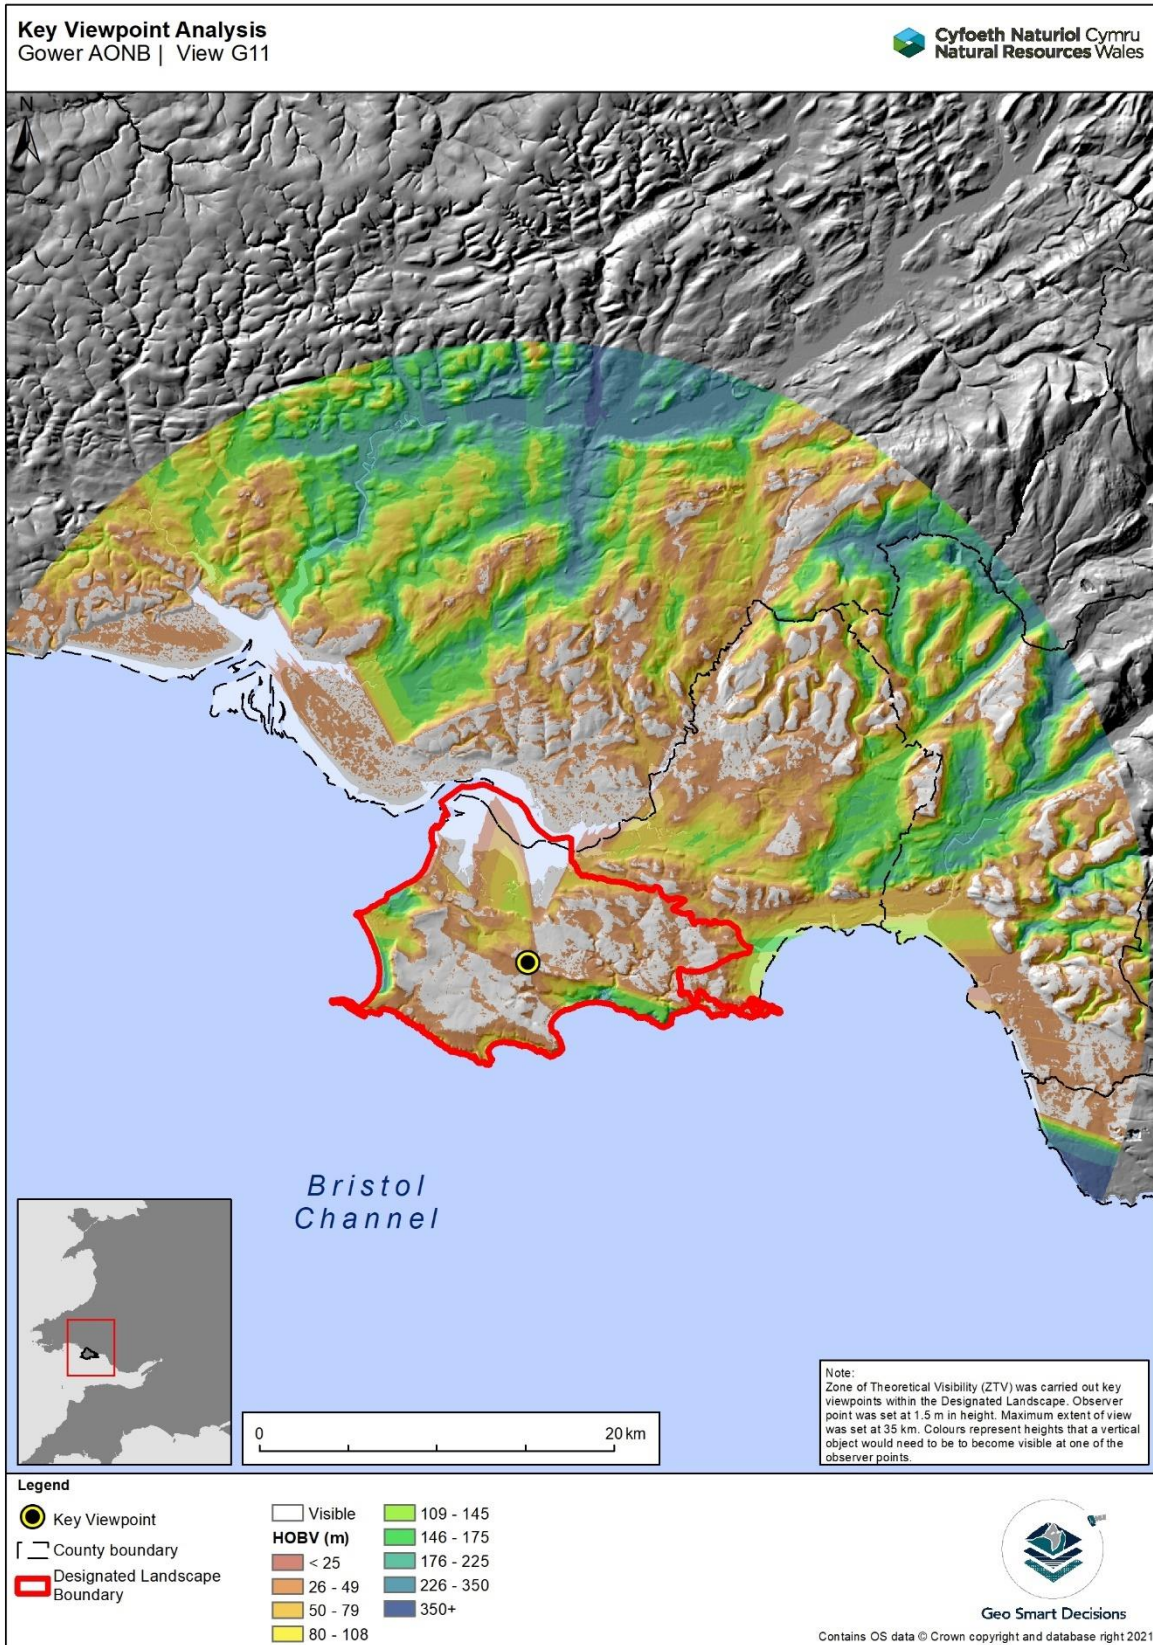 Key Viewpoint Analysis
Gower AONB | View G11
Cyfoeth Naturiol Cymru
Natural Resources Wales
N
Bristol
Channel
0
20 km
Note:
Zone of Theoretical Visibility (ZTV) was carried out key
viewpoints within the Designated Landscape. Observer
point was set at 1.5 m in height. Maximum extent of view
was set at 35 km. Colours represent heights that a vertical
object would need to be to become visible at one of the
observer points.
Legend
Key Viewpoint
County boundary
Designated Landscape
Boundary
Visible
HOBV (m)
< 25
26 - 49
50 - 79
80 - 108
109 - 145
146 - 175
176 - 225
226 - 350
350+
Geo Smart Decisions
Contains OS data © Crown copyright and database right 2021